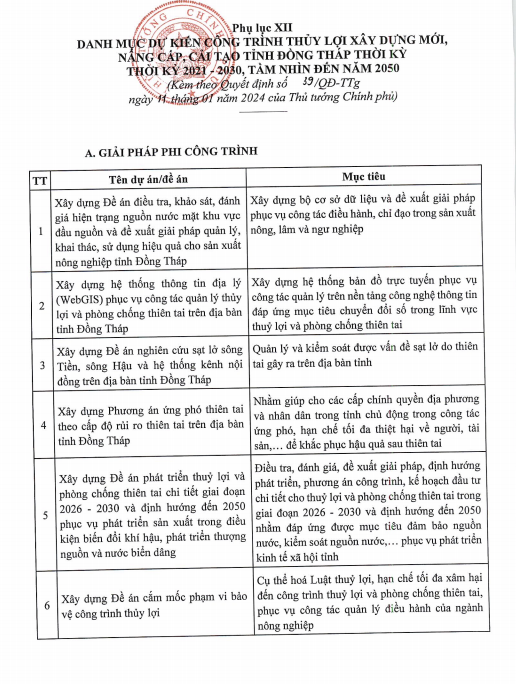 Phụ lục XII
DANH MỤC DỰ KIẾN CÔNG TRÌNH THỦY LỢI XÂY DỰNG MỚI,
NÂNG CẤP, CẢI TẠO TỈNH ĐỒNG THÁP THỜI KỲ
THỜI KỲ 2021 - 2030, TẦM NHÌN ĐẾN NĂM 2050
(Kèm theo Quyết định số 39/QĐ-TTg
ngày 11 tháng 01 năm 2024 của Thủ tướng Chính phủ)
A. GIẢI PHÁP PHI CÔNG TRÌNH
TT Tên dự án/đề án Mục tiêu
1
Xây dựng Đề án điều tra, khảo sát, đánh
giá hiện trạng nguồn nước mặt khu vực
đầu nguồn và đề xuất giải pháp quản lý,
khai thác, sử dụng hiệu quả cho sản xuất
nông nghiệp tỉnh Đồng Tháp
Xây dựng bộ cơ sở dữ liệu và đề xuất giải pháp
phục vụ công tác điều hành, chỉ đạo trong sản xuất
nông, lâm và ngư nghiệp
2
Xây dựng hệ thống thông tin địa lý
(WebGIS) phục vụ công tác quản lý thủy
lợi và phòng chống thiên tai trên địa bàn
tỉnh Đồng Tháp
Xây dựng hệ thống bản đồ trực tuyến phục vụ
công tác quản lý trên nền tảng công nghệ thông tin
đáp ứng mục tiêu chuyển đổi số trong lĩnh vực
thuỷ lợi và phòng chống thiên tai
3
Xây dựng Đề án nghiên cứu sạt lở sông
Tiền, sông Hậu và hệ thống kênh nội
đồng trên địa bàn tỉnh Đồng Tháp
Quản lý và kiểm soát được vấn đề sạt lở do thiên
tai gây ra trên địa bàn tỉnh
4
Xây dựng Phương án ứng phó thiên tai
theo cấp độ rủi ro thiên tai trên địa bàn
tỉnh Đồng Tháp
Nhằm giúp cho các cấp chính quyền địa phương
và nhân dân trong tỉnh chủ động trong công tác
ứng phó, hạn chế tối đa thiệt hại về người, tài
sản,... để khắc phục hậu quả sau thiên tai
5
Xây dựng Đề án phát triển thuỷ lợi và
phòng chống thiên tai chi tiết giai đoạn
2026 - 2030 và định hướng đến 2050
phục vụ phát triển sản xuất trong điều
kiện biến đổi khí hậu, phát triển thượng
nguồn và nước biển dâng
Điều tra, đánh giá, đề xuất giải pháp, định hướng
phát triển, phương án công trình, kế hoạch đầu tư
chi tiết cho thuỷ lợi và phòng chống thiên tai trong
giai đoạn 2026 - 2030 và định hướng đến 2050
nhằm đáp ứng được mục tiêu đảm bảo nguồn
nước, kiểm soát nguồn nước,... phục vụ phát triển
kinh tế xã hội tỉnh
6
Xây dựng Đề án cắm mốc phạm vi bảo
vệ công trình thủy lợi
Cụ thể hoá Luật thuỷ lợi, hạn chế tối đa xâm hại
đến công trình thuỷ lợi và phòng chống thiên tai,
phục vụ công tác quản lý điều hành của ngành
nông nghiệp